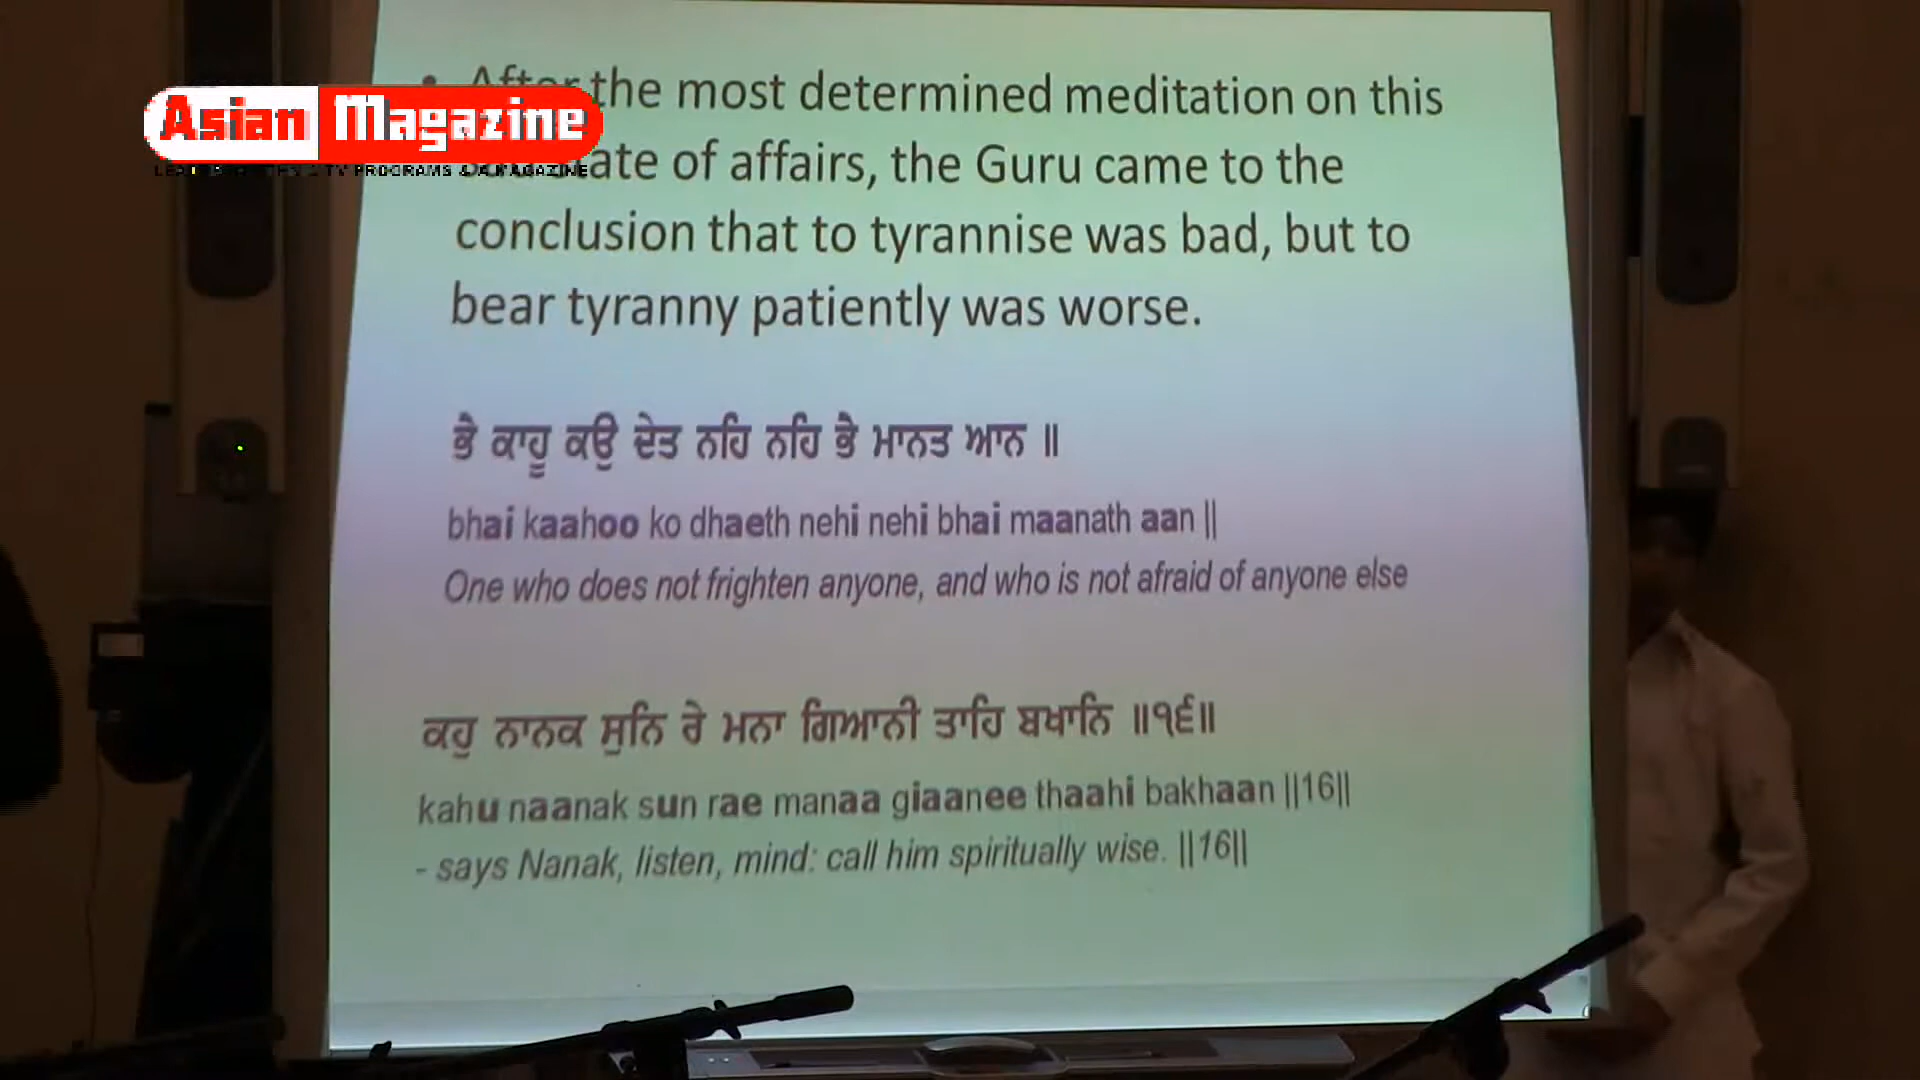 Asian Magazine
TV PROGRAMS & A MAGAZINE
• After the most determined meditation on this
state of affairs, the Guru came to the
conclusion that to tyrannise was bad, but to
bear tyranny patiently was worse.
ਭੈ ਕਾਹੂ ਕਉ ਦੇਤ ਨਹਿ ਨਹਿ ਭੈ ਮਾਨਤ ਆਨ ॥
bhai kaahoo ko dhaeth nehi nehi bhai maanath aan ||
One who does not frighten anyone, and who is not afraid of anyone else
ਕਹੁ ਨਾਨਕ ਸੁਨਿ ਰੇ ਮਨਾ ਗਿਆਨੀ ਤਾਹਿ ਬਖਾਨਿ ॥੧੬॥
kahu naanak sun rae manaa giaanee thaahi bakhaan ||16||
- says Nanak, listen, mind: call him spiritually wise. ||16||